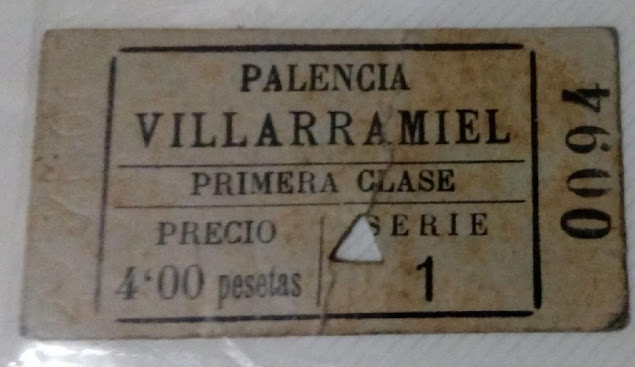 PALENCIA
VILLARRAMIEL
PRIMERA CLASE
PRECIO
4'00 pesetas
SERIE
1
0094